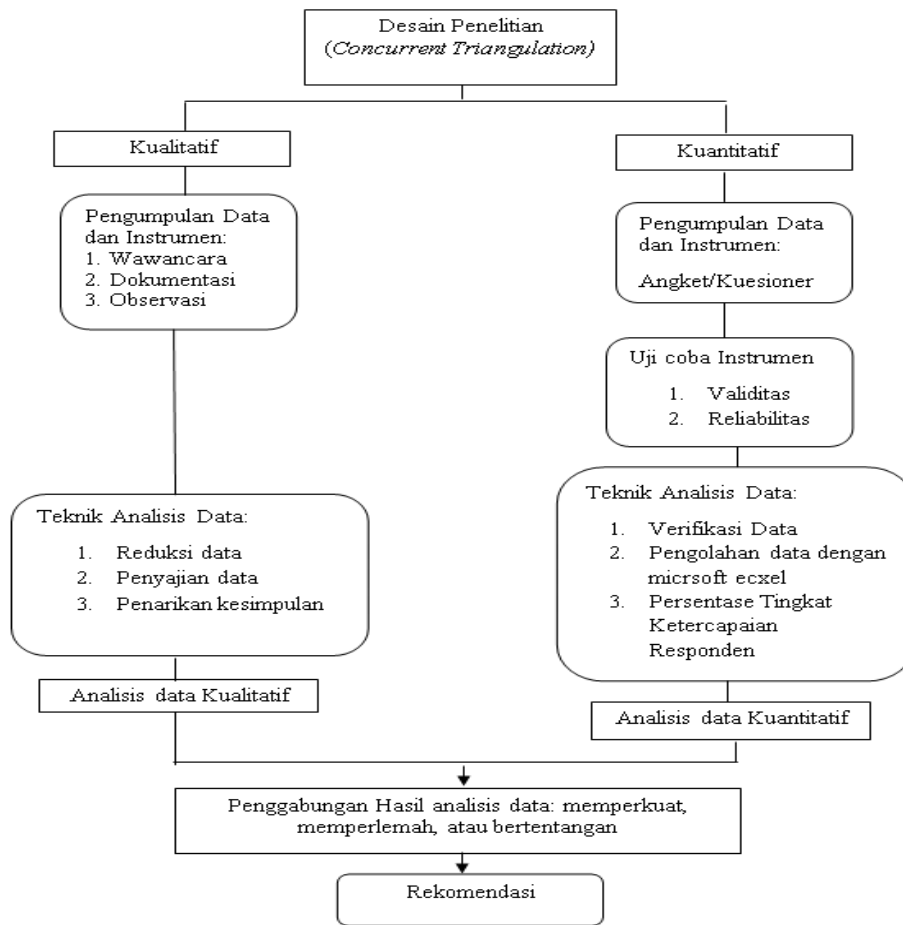 Desain Penelitian
(Concurrent Triangulation)
Kualitatif
Pengumpulan Data
dan Instrumen:
1. Wawancara
2. Dokumentasi
3. Observasi
Teknik Analisis Data:
1. Reduksi data
2. Penyajian data
3. Penarikan kesimpulan
Analisis data Kualitatif
Kuantitatif
Pengumpulan Data
dan Instrumen:
Angket/Kuesioner
Uji coba Instrumen
1. Validitas
2. Reliabilitas
Teknik Analisis Data:
1. Verifikasi Data
2. Pengolahan data dengan
micrsoft ecxel
3. Persentase Tingkat
Ketercapaian
Responden
Analisis data Kuantitatif
Penggabungan Hasil analisis data: memperkuat,
memperlemah, atau bertentangan
Rekomendasi